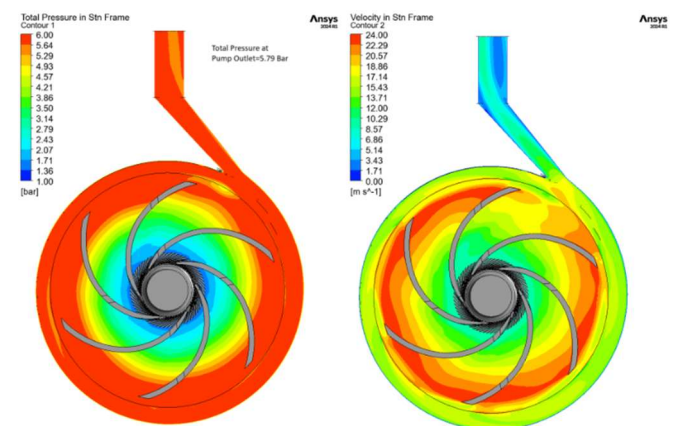 Total Pressure in Stn Frame
Contour 1
6.00
5.64
5.29
4.93
4.57
4.21
3.86
3.50
3.14
2.79
2.43
2.07
1.71
1.36
1.00
[bar]
Ansys
2024 R1
Total Pressure at
Pump Outlet=5.79 Bar
Velocity in Stn Frame
Contour 2
24.00
22.29
20.57
18.86
17.14
15.43
13.71
12.00
10.29
8.57
6.86
5.14
3.43
1.71
0.00
[m s^-1]
Ansys
2024 R1